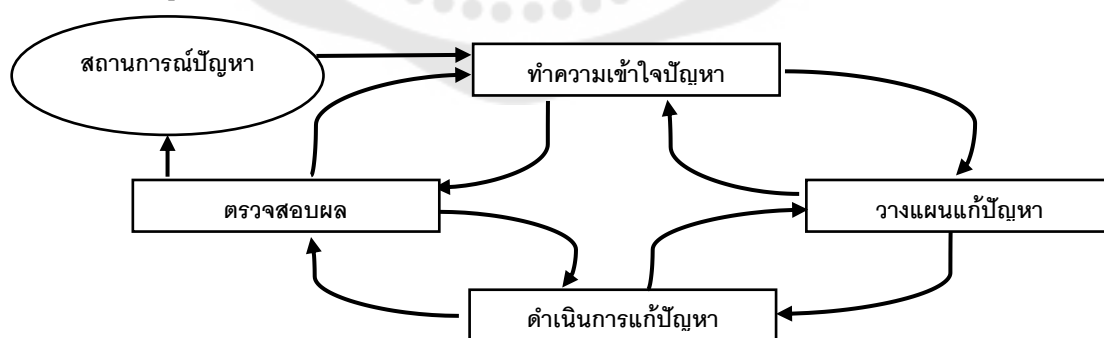 สถานการณ์ปัญหา
ทำความเข้าใจปัญหา
ตรวจสอบผล
วางแผนแก้ปัญหา
ดำเนินการแก้ปัญหา